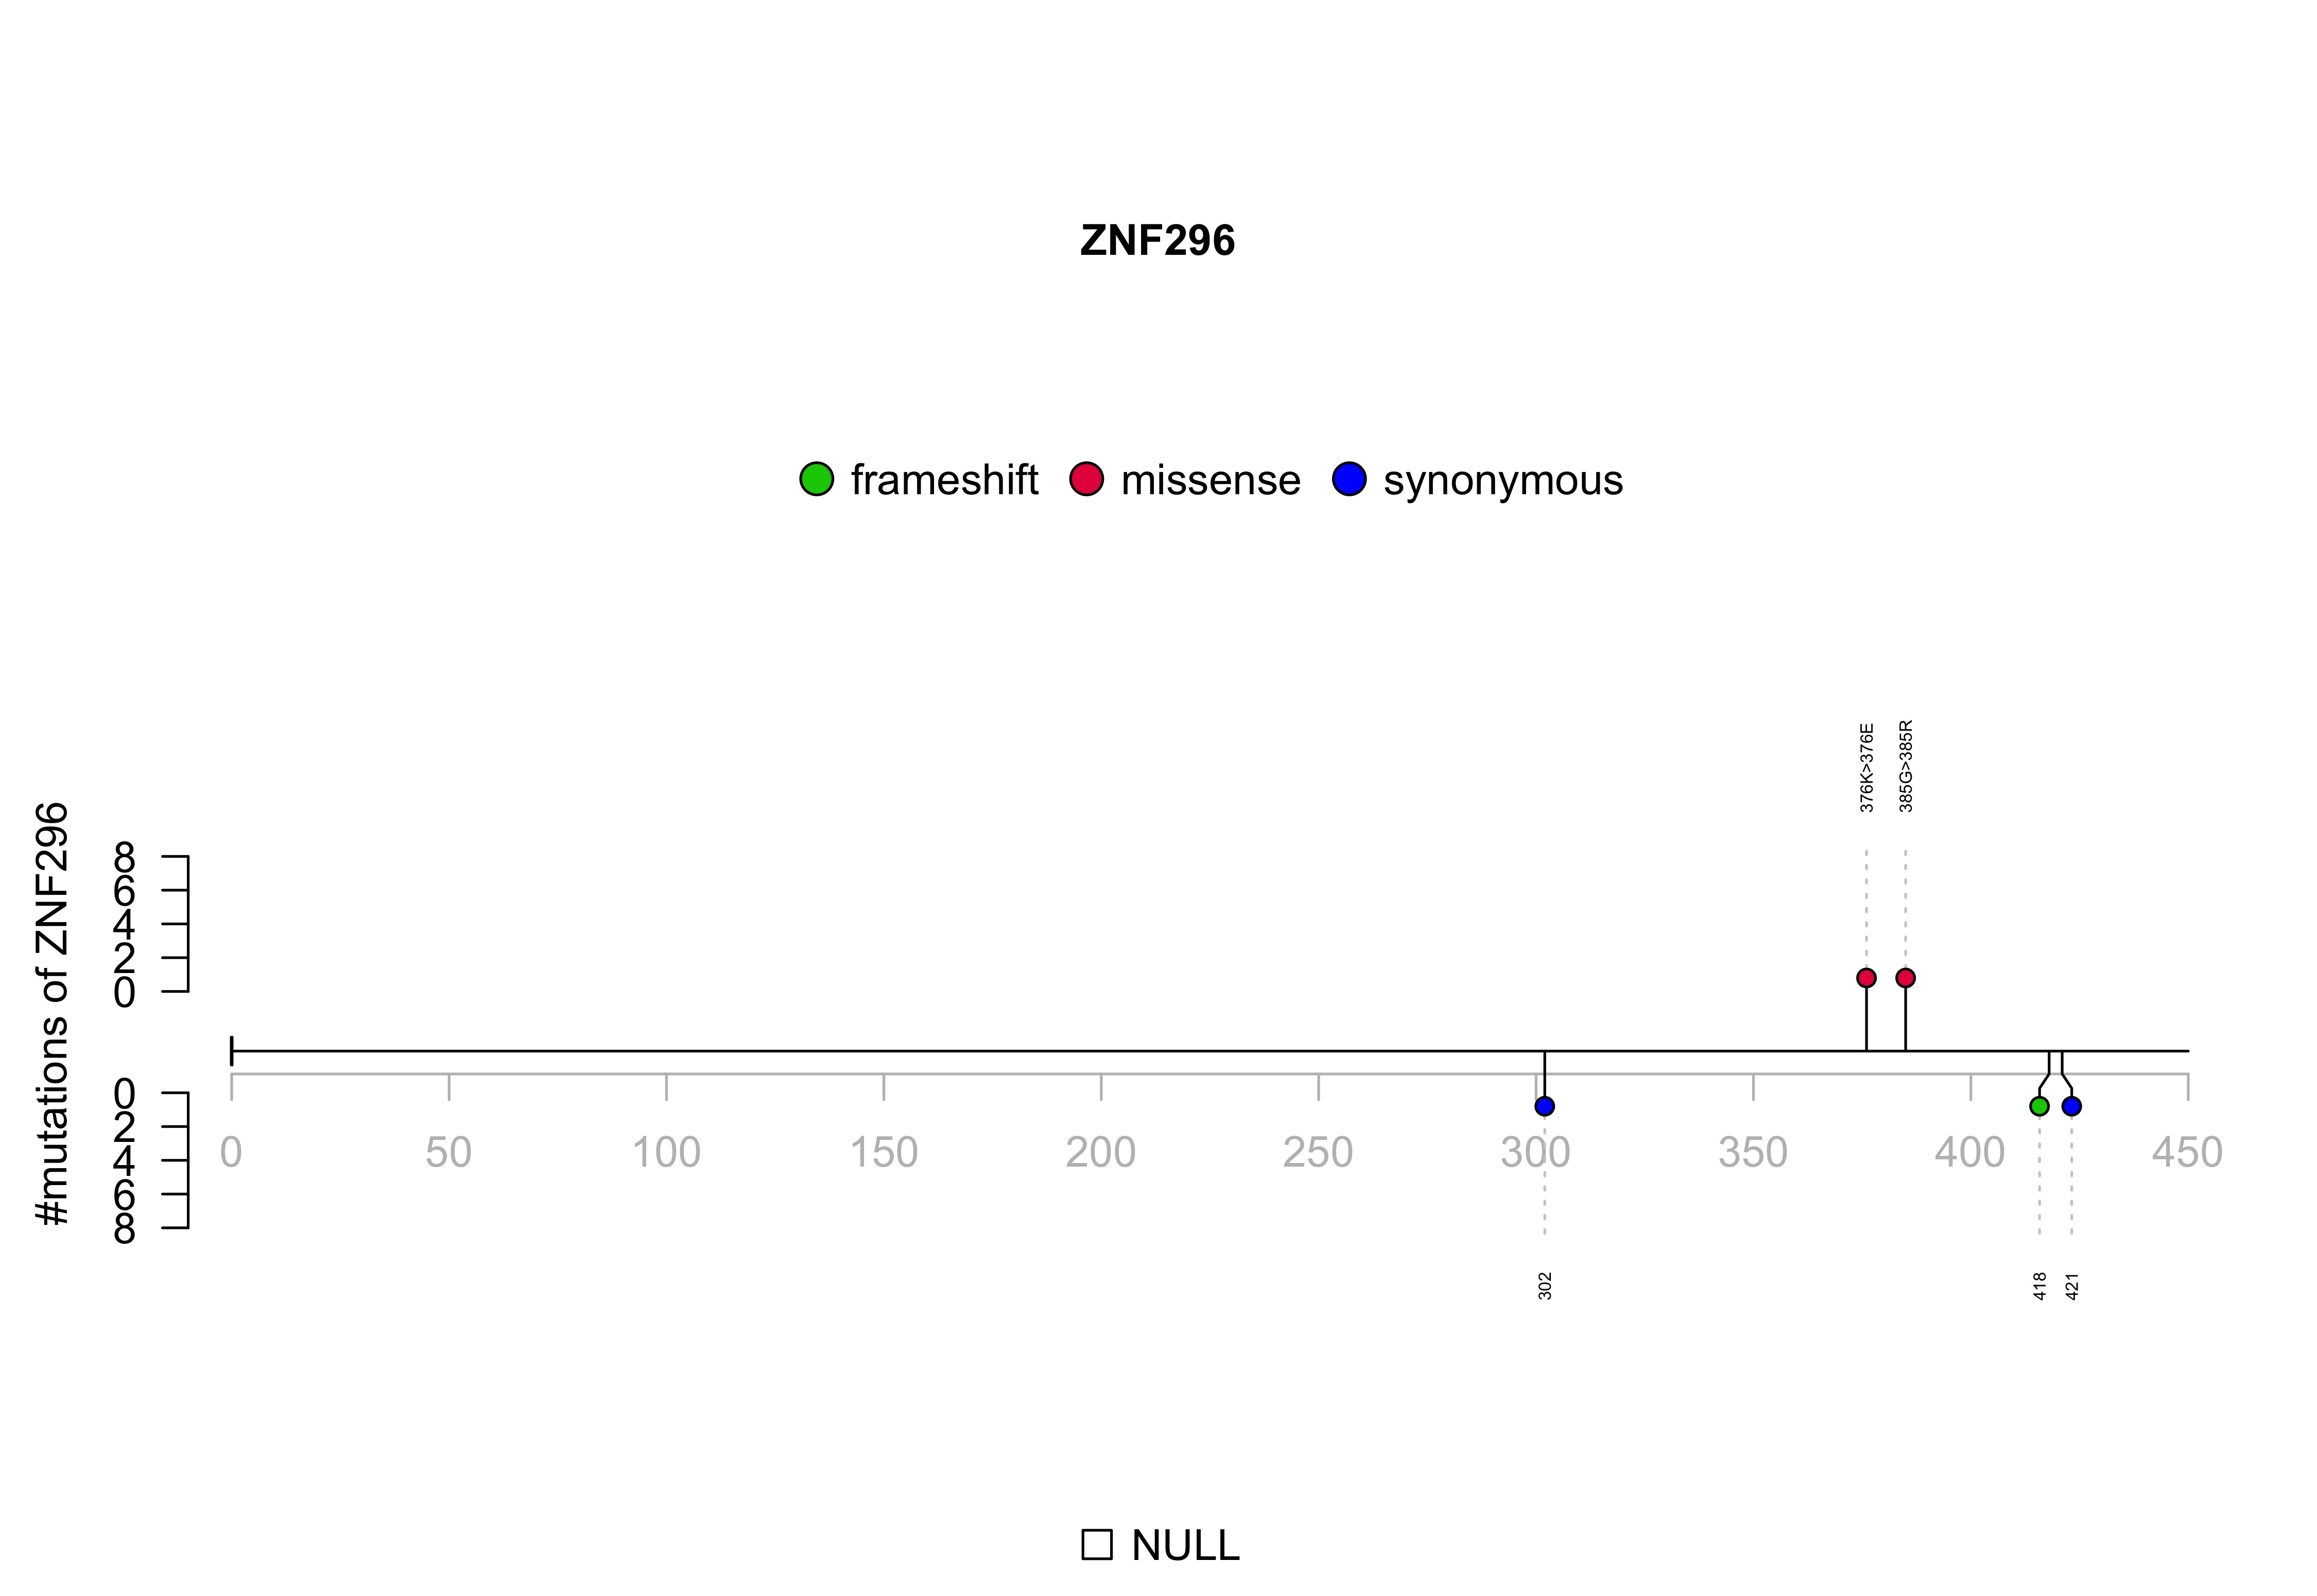 ZNF296
frameshift missense synonymous
376K>376E
385G>385R
#mutations of ZNF296
8
6
4
2
0
0
2
4
6
8
0 50 100 150 200 250 300 350 400 450
302
418
421
NULL